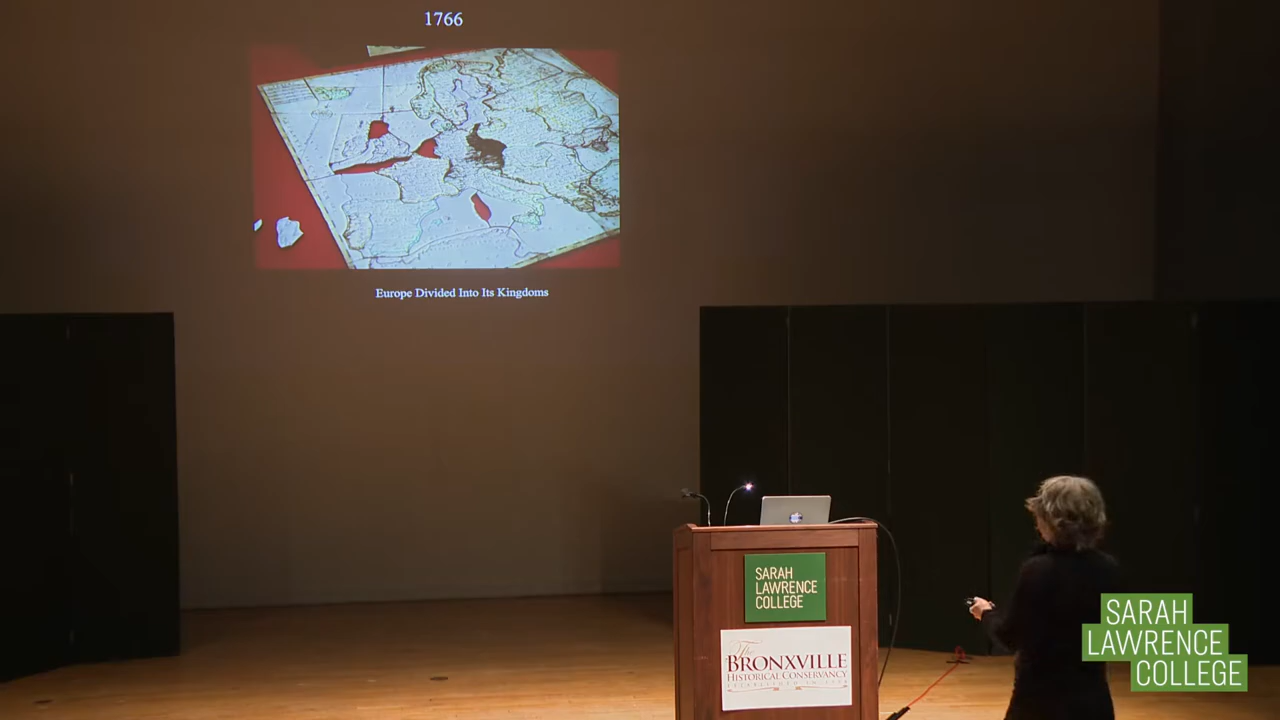 1766
Europe Divided Into Its Kingdoms
SARAH
LAWRENCE
COLLEGE
The
BRONXVILLE
HISTORICAL CONSERVANCY
SARAH
LAWRENCE
COLLEGE